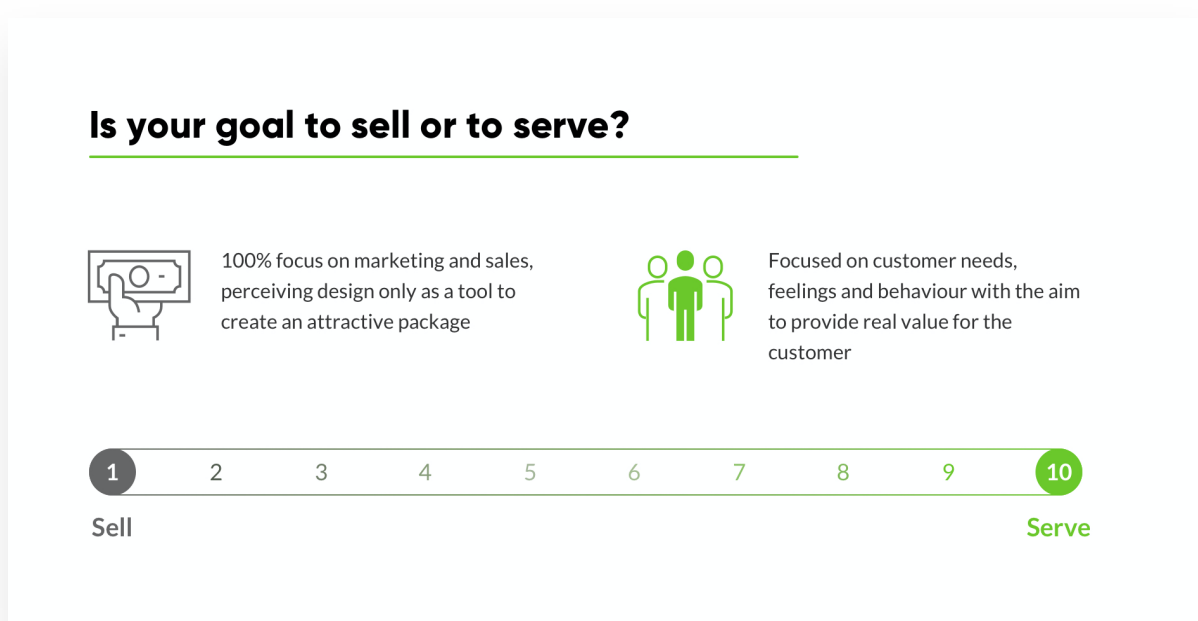 Is your goal to sell or to serve?
100% focus on marketing and sales,
perceiving design only as a tool to
create an attractive package
Focused on customer needs,
feelings and behaviour with the aim
to provide real value for the
customer
1 2 3 4 5 6 7 8 9 10
Sell Serve